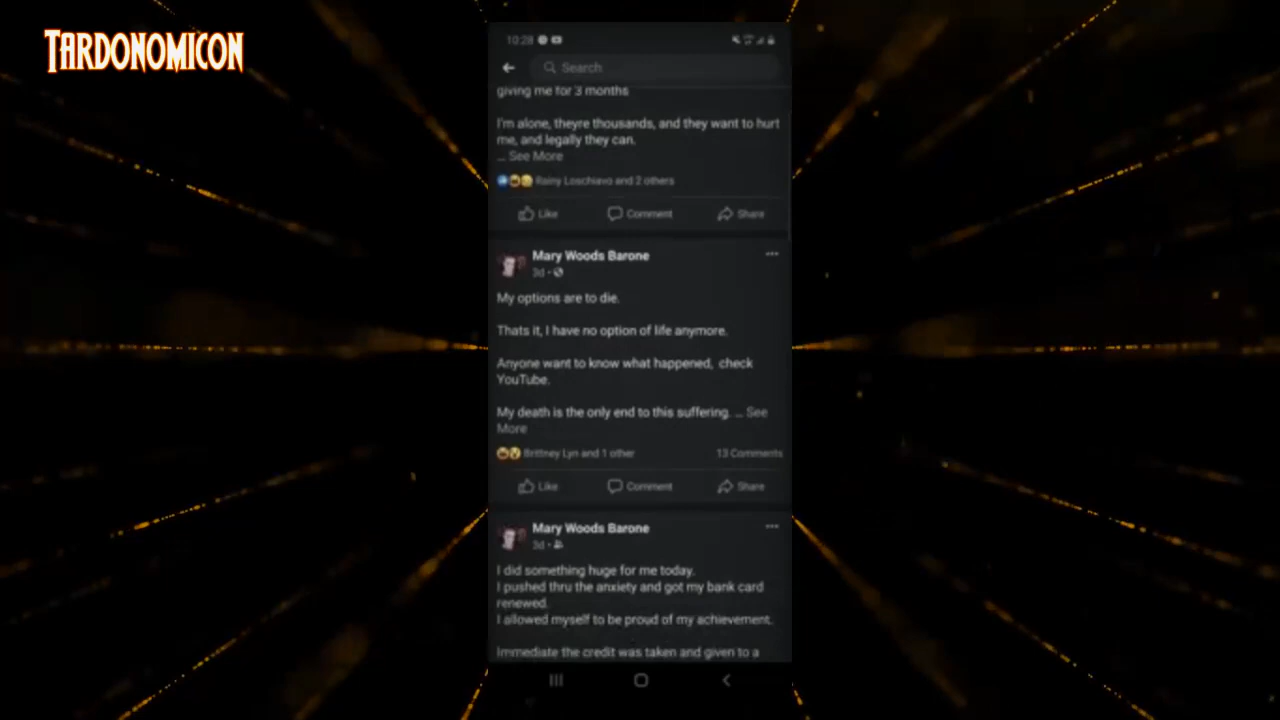 TARDONOMICON
10:28
Search
giving me for 3 months
I'm alone, theyre thousands, and they want to hurt
me, and legally they can.
... See More
Rainy Loschiavo and 2 others
Like Comment Share
Mary Woods Barone
3d
My options are to die.
Thats it, I have no option of life anymore.
Anyone want to know what happened, check
YouTube.
My death is the only end to this suffering. ... See
More
Brittney Lyn and 1 other 13 Comments
Like Comment Share
Mary Woods Barone
3d
I did something huge for me today.
I pushed thru the anxiety and got my bank card
renewed.
I allowed myself to be proud of my achievement.
Immediate the credit was taken and given to a